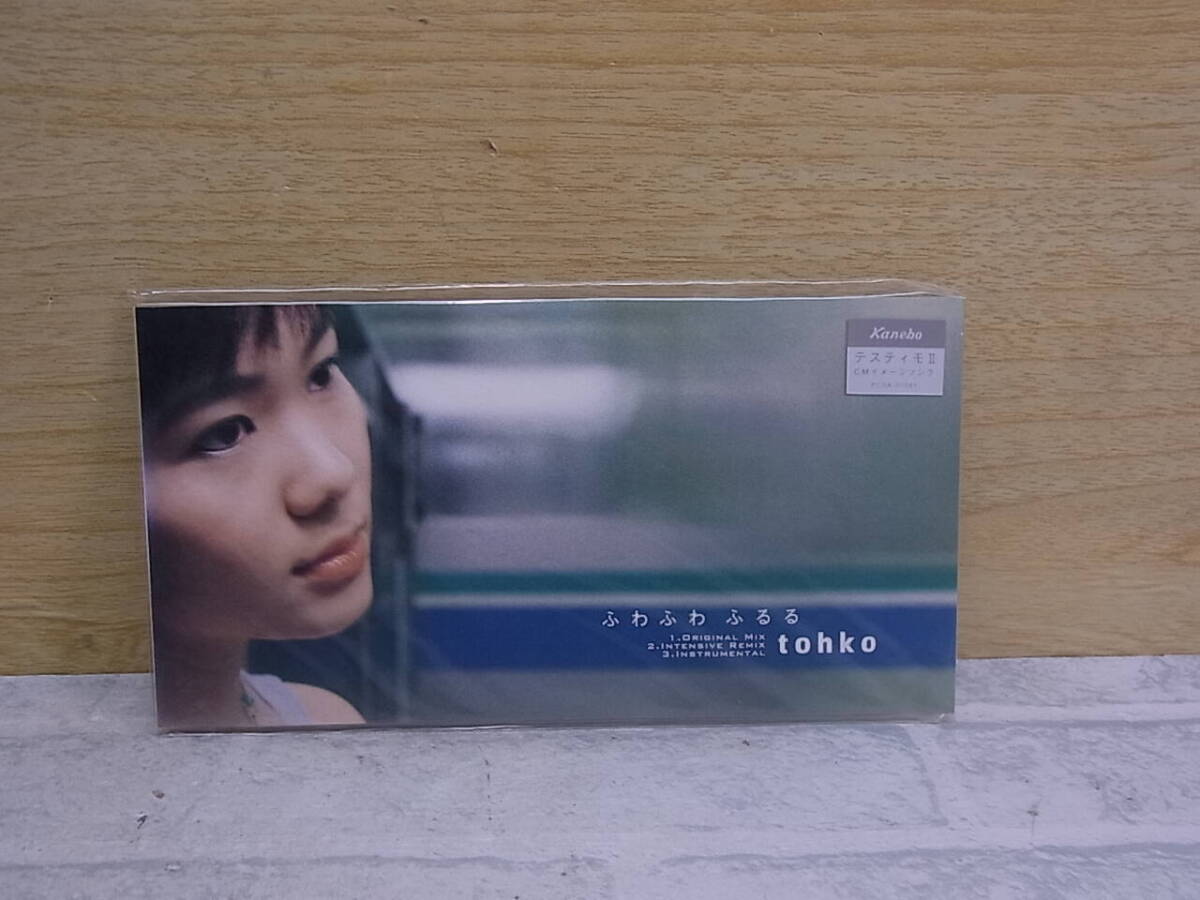 Kanebo
テスティモⅡ
CMイメージソング
ふわふわ ふるる
1.ORIGINAL MIX
2.INTENSIVE REMIX
3.INSTRUMENTAL
tohko